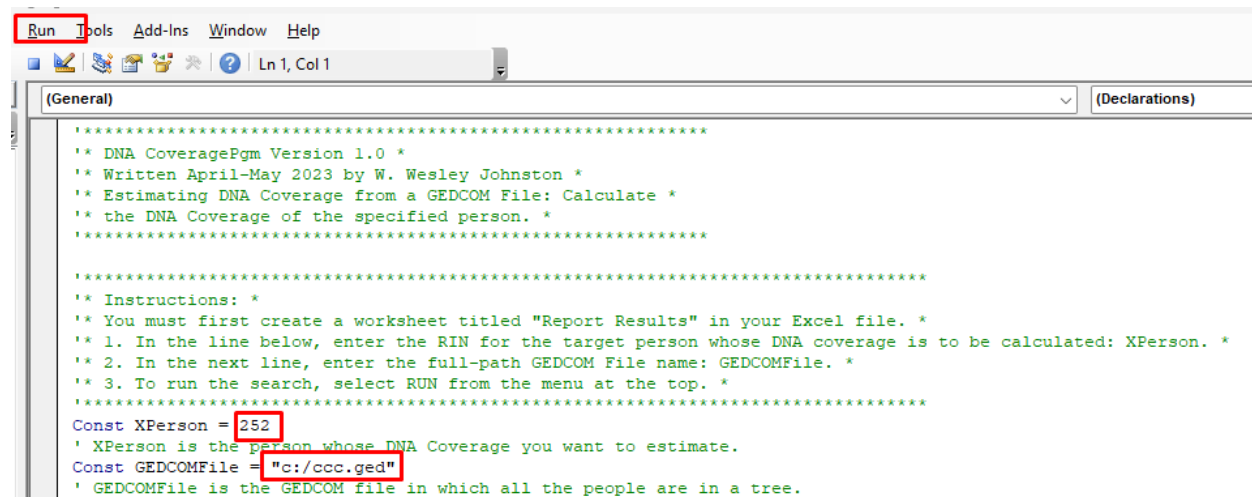 Run Tools Add-Ins Window Help
Ln 1, Col 1
(General) (Declarations)
'************************************************************
'* DNA CoveragePgm Version 1.0 *
'* Written April-May 2023 by W. Wesley Johnston *
'* Estimating DNA Coverage from a GEDCOM File: Calculate *
'* the DNA Coverage of the specified person. *
'************************************************************
'*********************************************************************************
'* Instructions: *
'* You must first create a worksheet titled "Report Results" in your Excel file. *
'* 1. In the line below, enter the RIN for the target person whose DNA coverage is to be calculated: XPerson. *
'* 2. In the next line, enter the full-path GEDCOM File name: GEDCOMFile. *
'* 3. To run the search, select RUN from the menu at the top. *
'*********************************************************************************
Const XPerson = 252
' XPerson is the person whose DNA Coverage you want to estimate.
Const GEDCOMFile = "c:/ccc.ged"
' GEDCOMFile is the GEDCOM file in which all the people are in a tree.